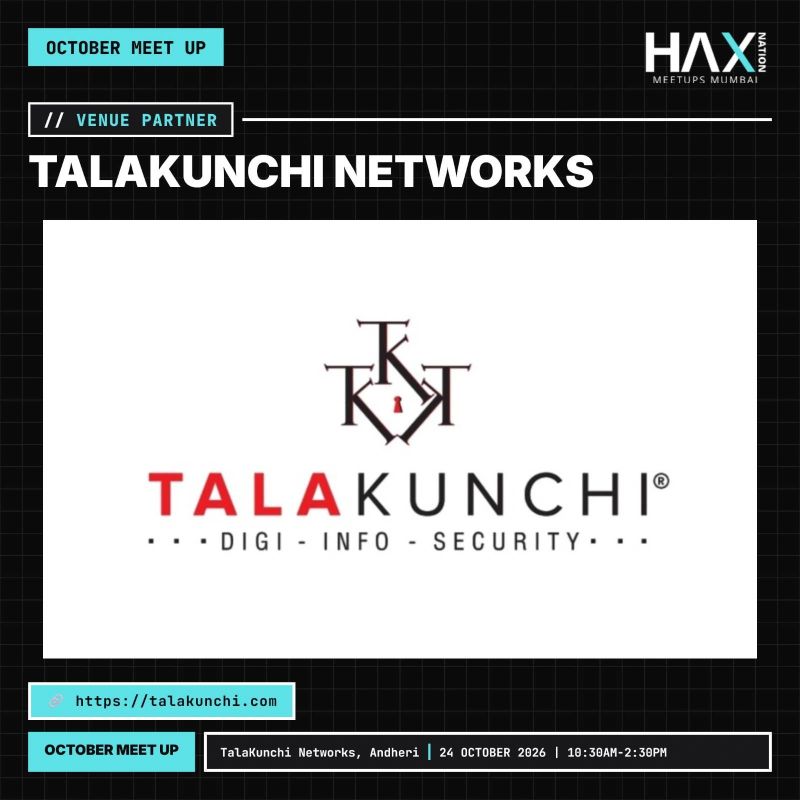 OCTOBER MEET UP
HAX NATION
MEETUPS MUMBAI
// VENUE PARTNER
TALAKUNCHI NETWORKS
TALAKUNCHI®
...DIGI - INFO - SECURITY...
https://talakunchi.com
OCTOBER MEET UP
TalaKunchi Networks, Andheri | 24 OCTOBER 2026 | 10:30AM-2:30PM